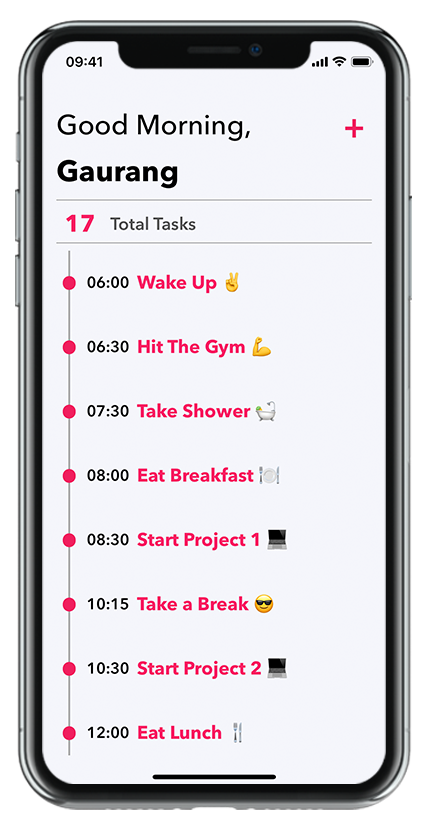 09:41
Good Morning,
Gaurang
17 Total Tasks
06:00 Wake Up ✌️
06:30 Hit The Gym 💪
07:30 Take Shower 🛀
08:00 Eat Breakfast 🍽️
08:30 Start Project 1 💻
10:15 Take a Break 😎
10:30 Start Project 2 💻
12:00 Eat Lunch 🍴